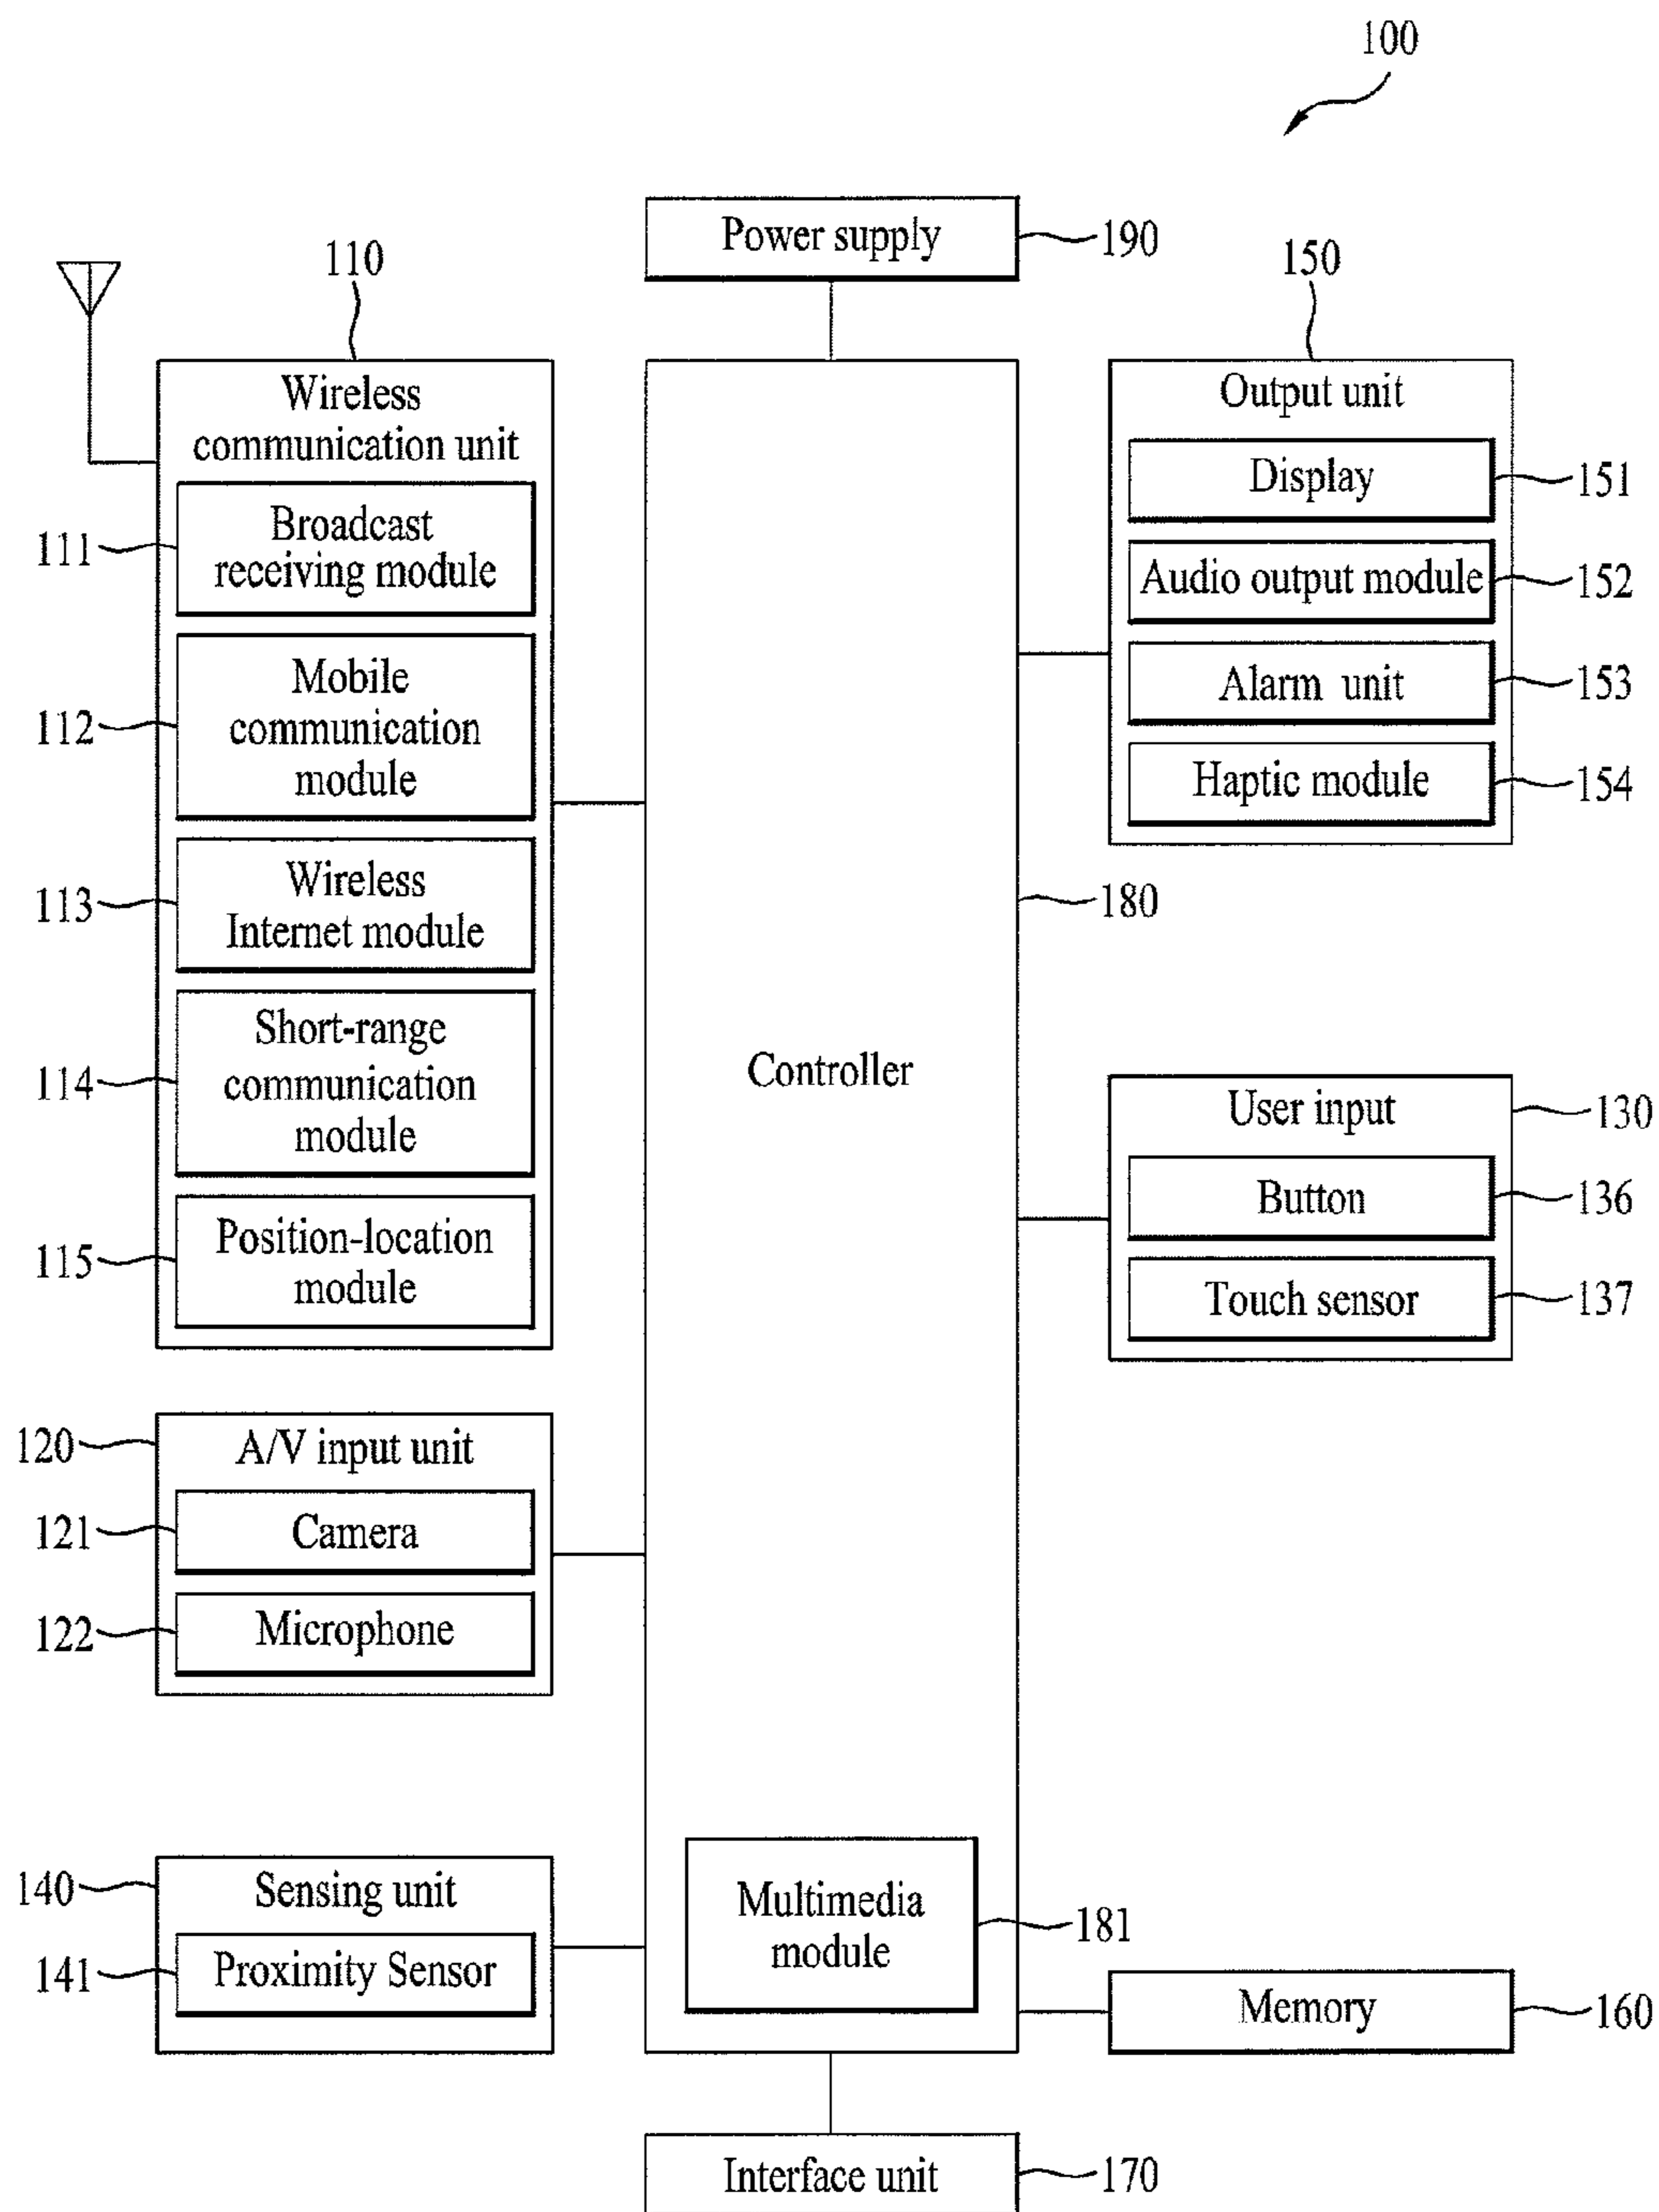 100
Power supply
190
110
Wireless
communication unit
111
Broadcast
receiving module
112
Mobile
communication
module
113
Wireless
Internet module
114
Short-range
communication
module
115
Position-location
module
120
A/V input unit
121
Camera
122
Microphone
140
Sensing unit
141
Proximity Sensor
Controller
180
Multimedia
module
181
150
Output unit
Display
151
Audio output module
152
Alarm unit
153
Haptic module
154
User input
130
Button
136
Touch sensor
137
Memory
160
Interface unit
170